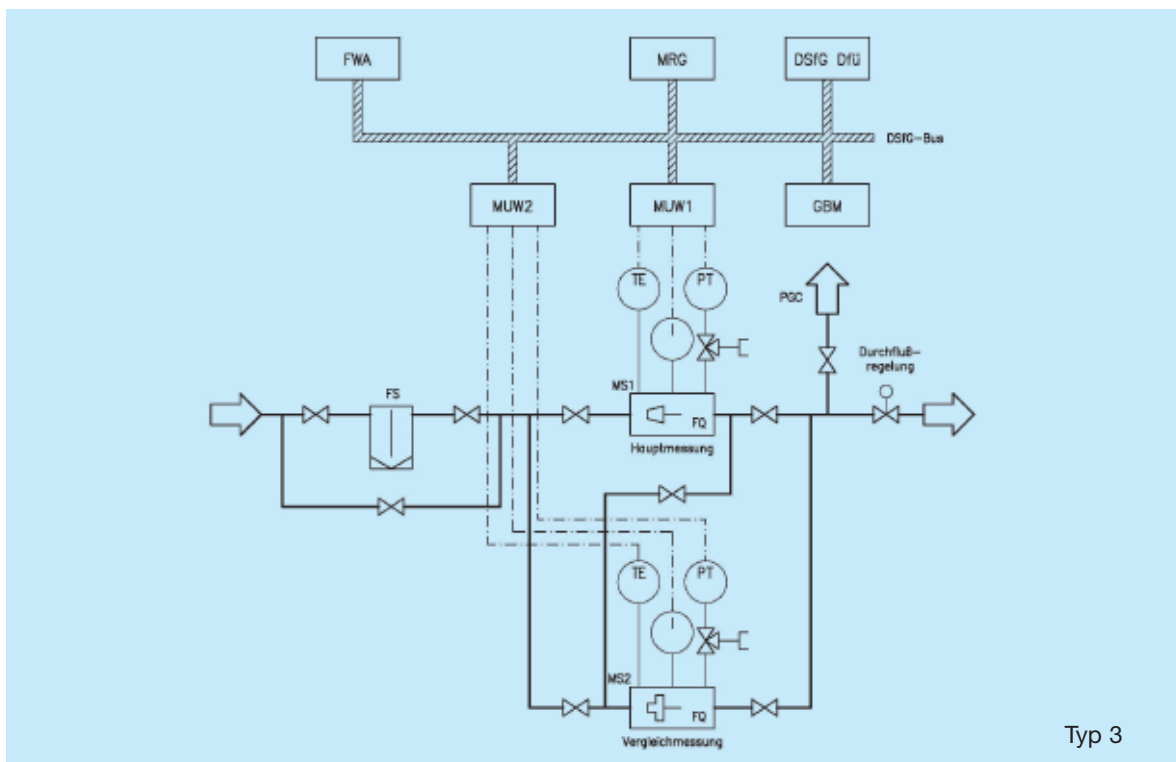 FWA
MRG
DSfG Dfü
DSfG-Bus
MUW2
MUW1
GBM
TE
PT
PGC
Durchfluß-
regelung
MS1
FS
FQ
Hauptmessung
TE
PT
MS2
FQ
Vergleichmessung
Typ 3